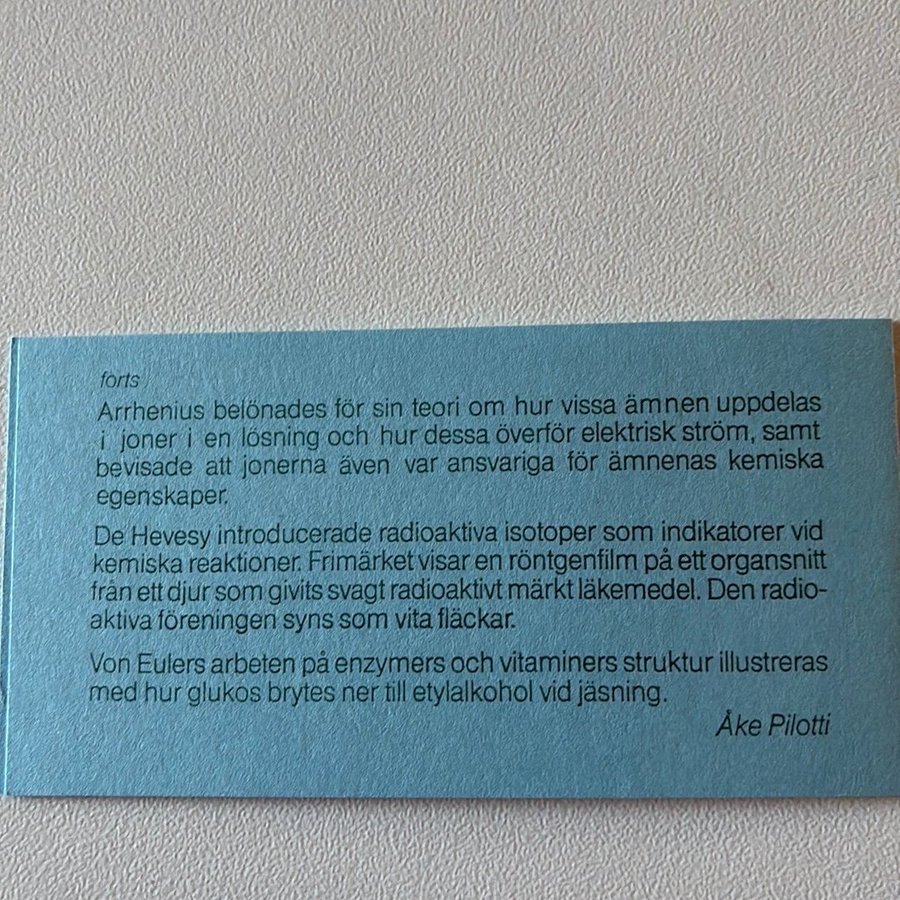 forts.
Arrhenius belönades för sin teori om hur vissa ämnen uppdelas
i joner i en lösning och hur dessa överför elektrisk ström, samt
bevisade att jonerna även var ansvariga för ämnenas kemiska
egenskaper.
De Hevesy introducerade radioaktiva isotoper som indikatorer vid
kemiska reaktioner. Frimärket visar en röntgenfilm på ett organsnitt
från ett djur som givits svagt radioaktivt märkt läkemedel. Den radio-
aktiva föreningen syns som vita fläckar.
Von Eulers arbeten på enzymers och vitaminers struktur illustreras
med hur glukos brytes ner till etylalkohol vid jäsning.
Åke Pilotti